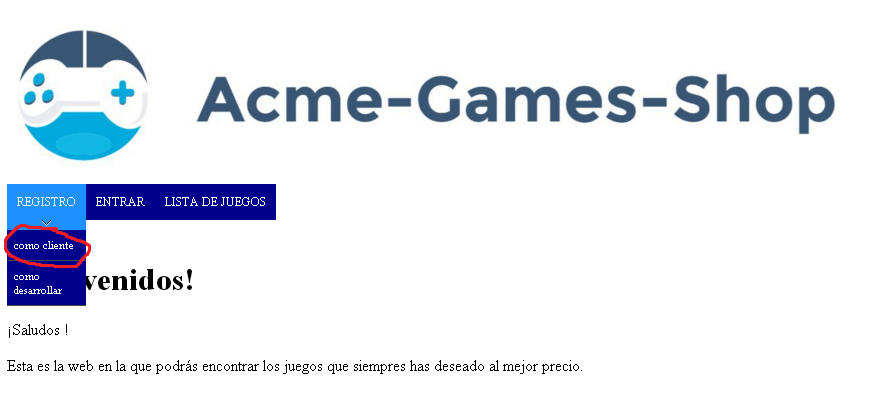 Acme-Games-Shop
REGISTRO ENTRAR LISTA DE JUEGOS
como cliente
como
desarrollar
venidos!
¡Saludos !
Esta es la web en la que podrás encontrar los juegos que siempres has deseado al mejor precio.